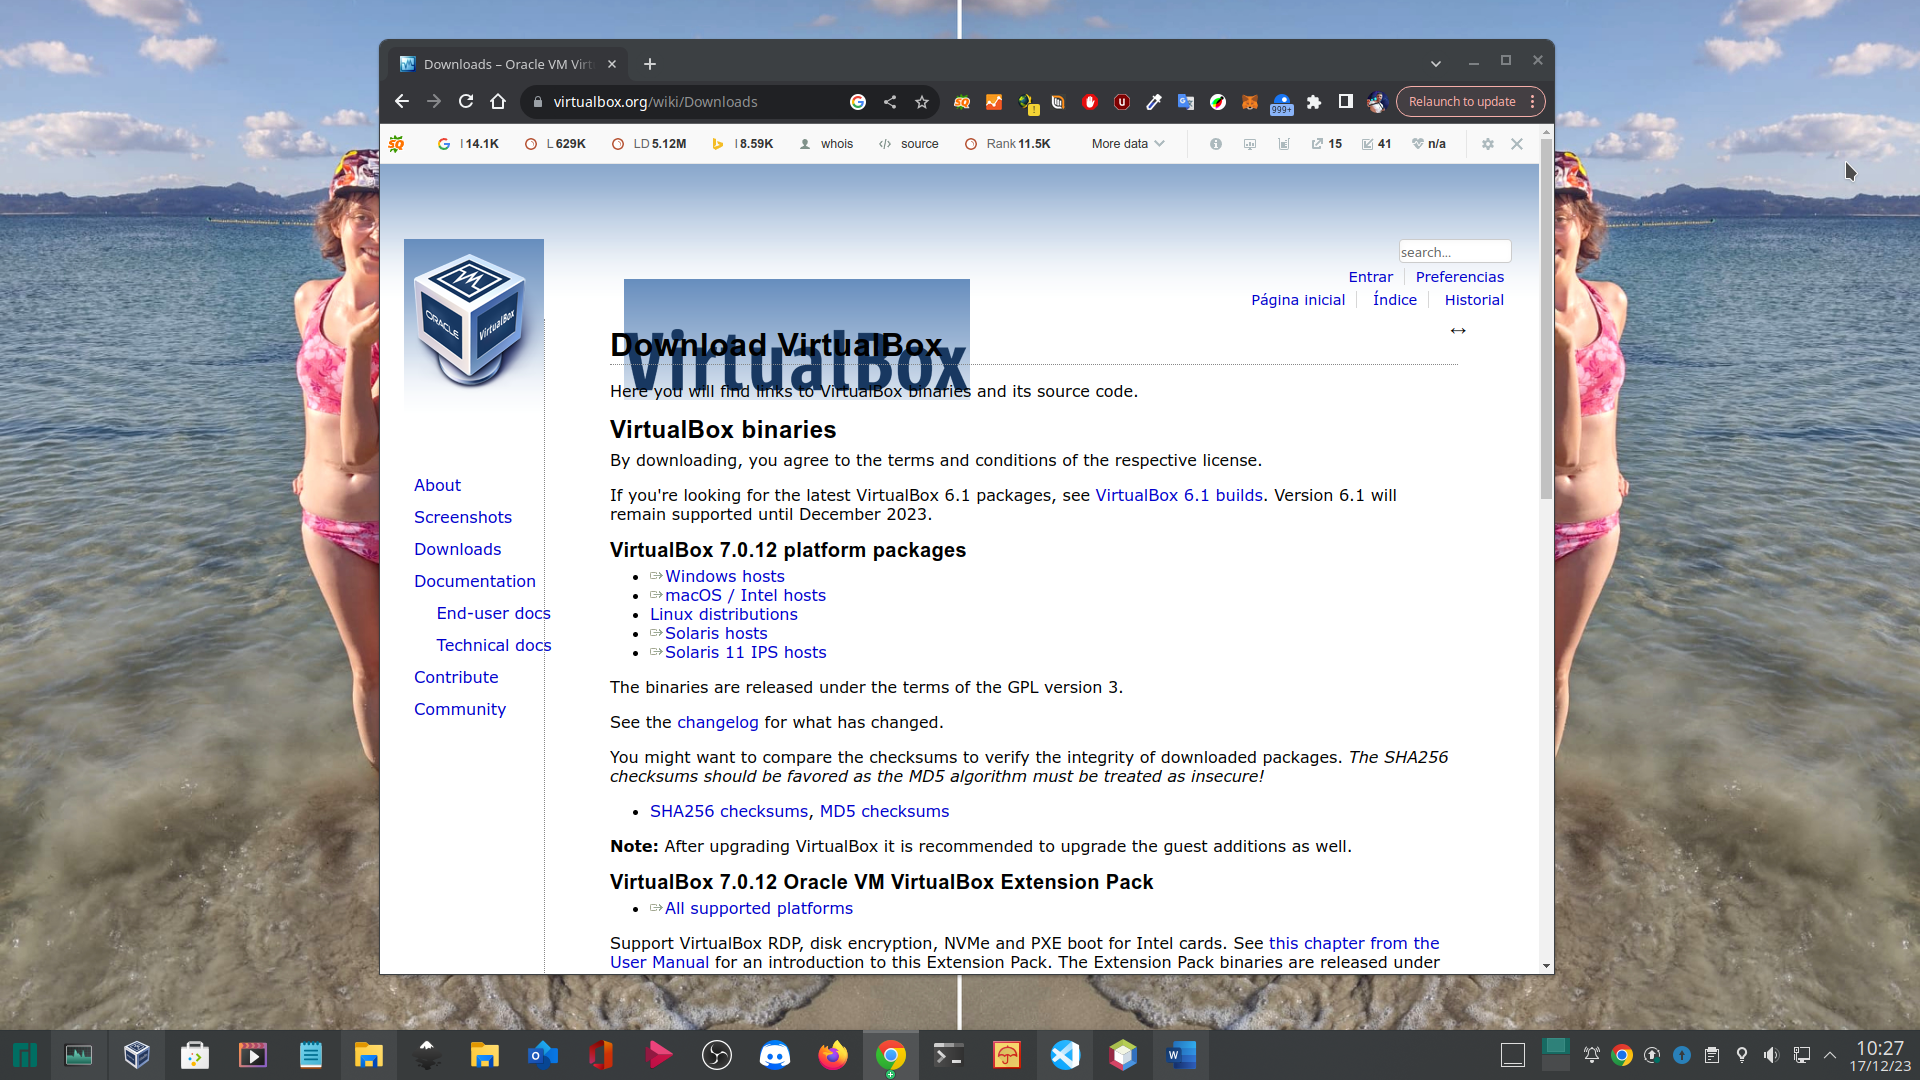 Downloads – Oracle VM Virt
virtualbox.org/wiki/Downloads
Relaunch to update
999+
I 14.1K
L 629K
LD 5.12M
I 8.59K
whois
source
Rank 11.5K
More data
15
41
n/a
search...
Entrar
Preferencias
Página inicial
Índice
Historial
ORACLE
VirtualBox
VirtualBox
Download VirtualBox
Here you will find links to VirtualBox binaries and its source code.
VirtualBox binaries
By downloading, you agree to the terms and conditions of the respective license.
If you're looking for the latest VirtualBox 6.1 packages, see VirtualBox 6.1 builds. Version 6.1 will
remain supported until December 2023.
VirtualBox 7.0.12 platform packages
Windows hosts
macOS / Intel hosts
Linux distributions
Solaris hosts
Solaris 11 IPS hosts
The binaries are released under the terms of the GPL version 3.
See the changelog for what has changed.
You might want to compare the checksums to verify the integrity of downloaded packages. The SHA256
checksums should be favored as the MD5 algorithm must be treated as insecure!
SHA256 checksums, MD5 checksums
Note: After upgrading VirtualBox it is recommended to upgrade the guest additions as well.
VirtualBox 7.0.12 Oracle VM VirtualBox Extension Pack
All supported platforms
Support VirtualBox RDP, disk encryption, NVMe and PXE boot for Intel cards. See this chapter from the
User Manual for an introduction to this Extension Pack. The Extension Pack binaries are released under
About
Screenshots
Downloads
Documentation
End-user docs
Technical docs
Contribute
Community
10:27
17/12/23